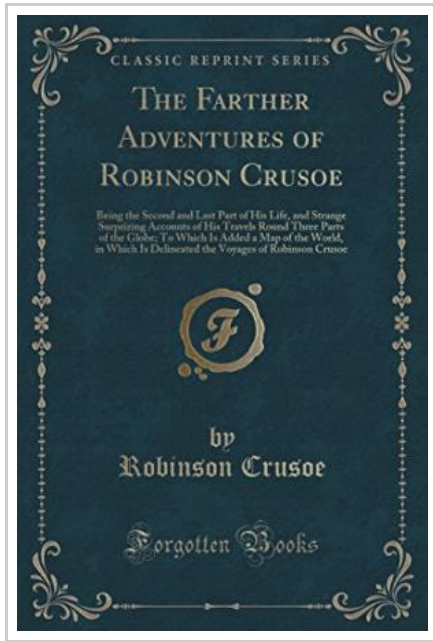 CLASSIC REPRINT SERIES
THE FARTHER
ADVENTURES OF
ROBINSON CRUSOE
Being the Second and Last Part of His Life, and Strange
Surprizing Accounts of His Travels Round Three Parts
of the Globe; To Which Is Added a Map of the World,
in Which Is Delineated the Voyages of Robinson Crusoe
F
by
Robinson Crusoe
Forgotten Books